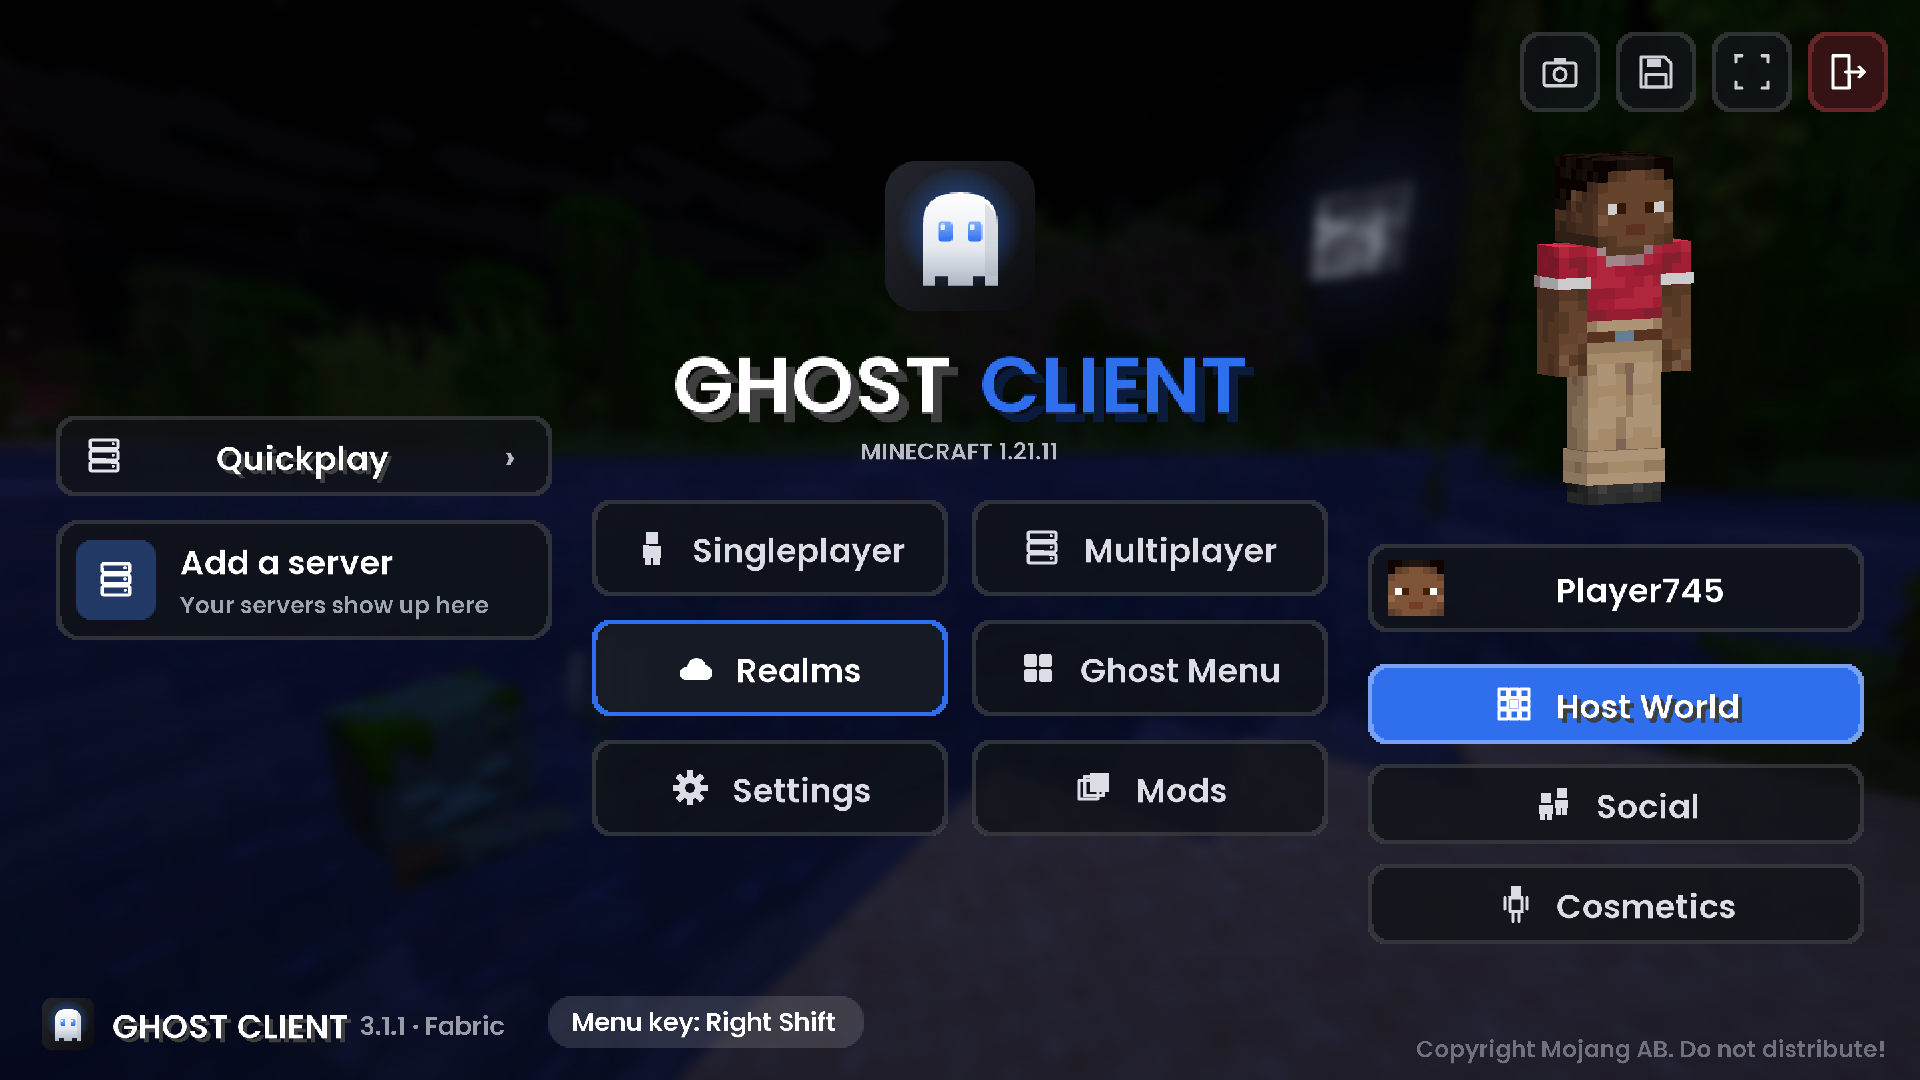 GHOST CLIENT
MINECRAFT 1.21.11
Quickplay ›
Add a server
Your servers show up here
Singleplayer
Multiplayer
Realms
Ghost Menu
Settings
Mods
Player745
Host World
Social
Cosmetics
GHOST CLIENT 3.1.1 · Fabric
Menu key: Right Shift
Copyright Mojang AB. Do not distribute!